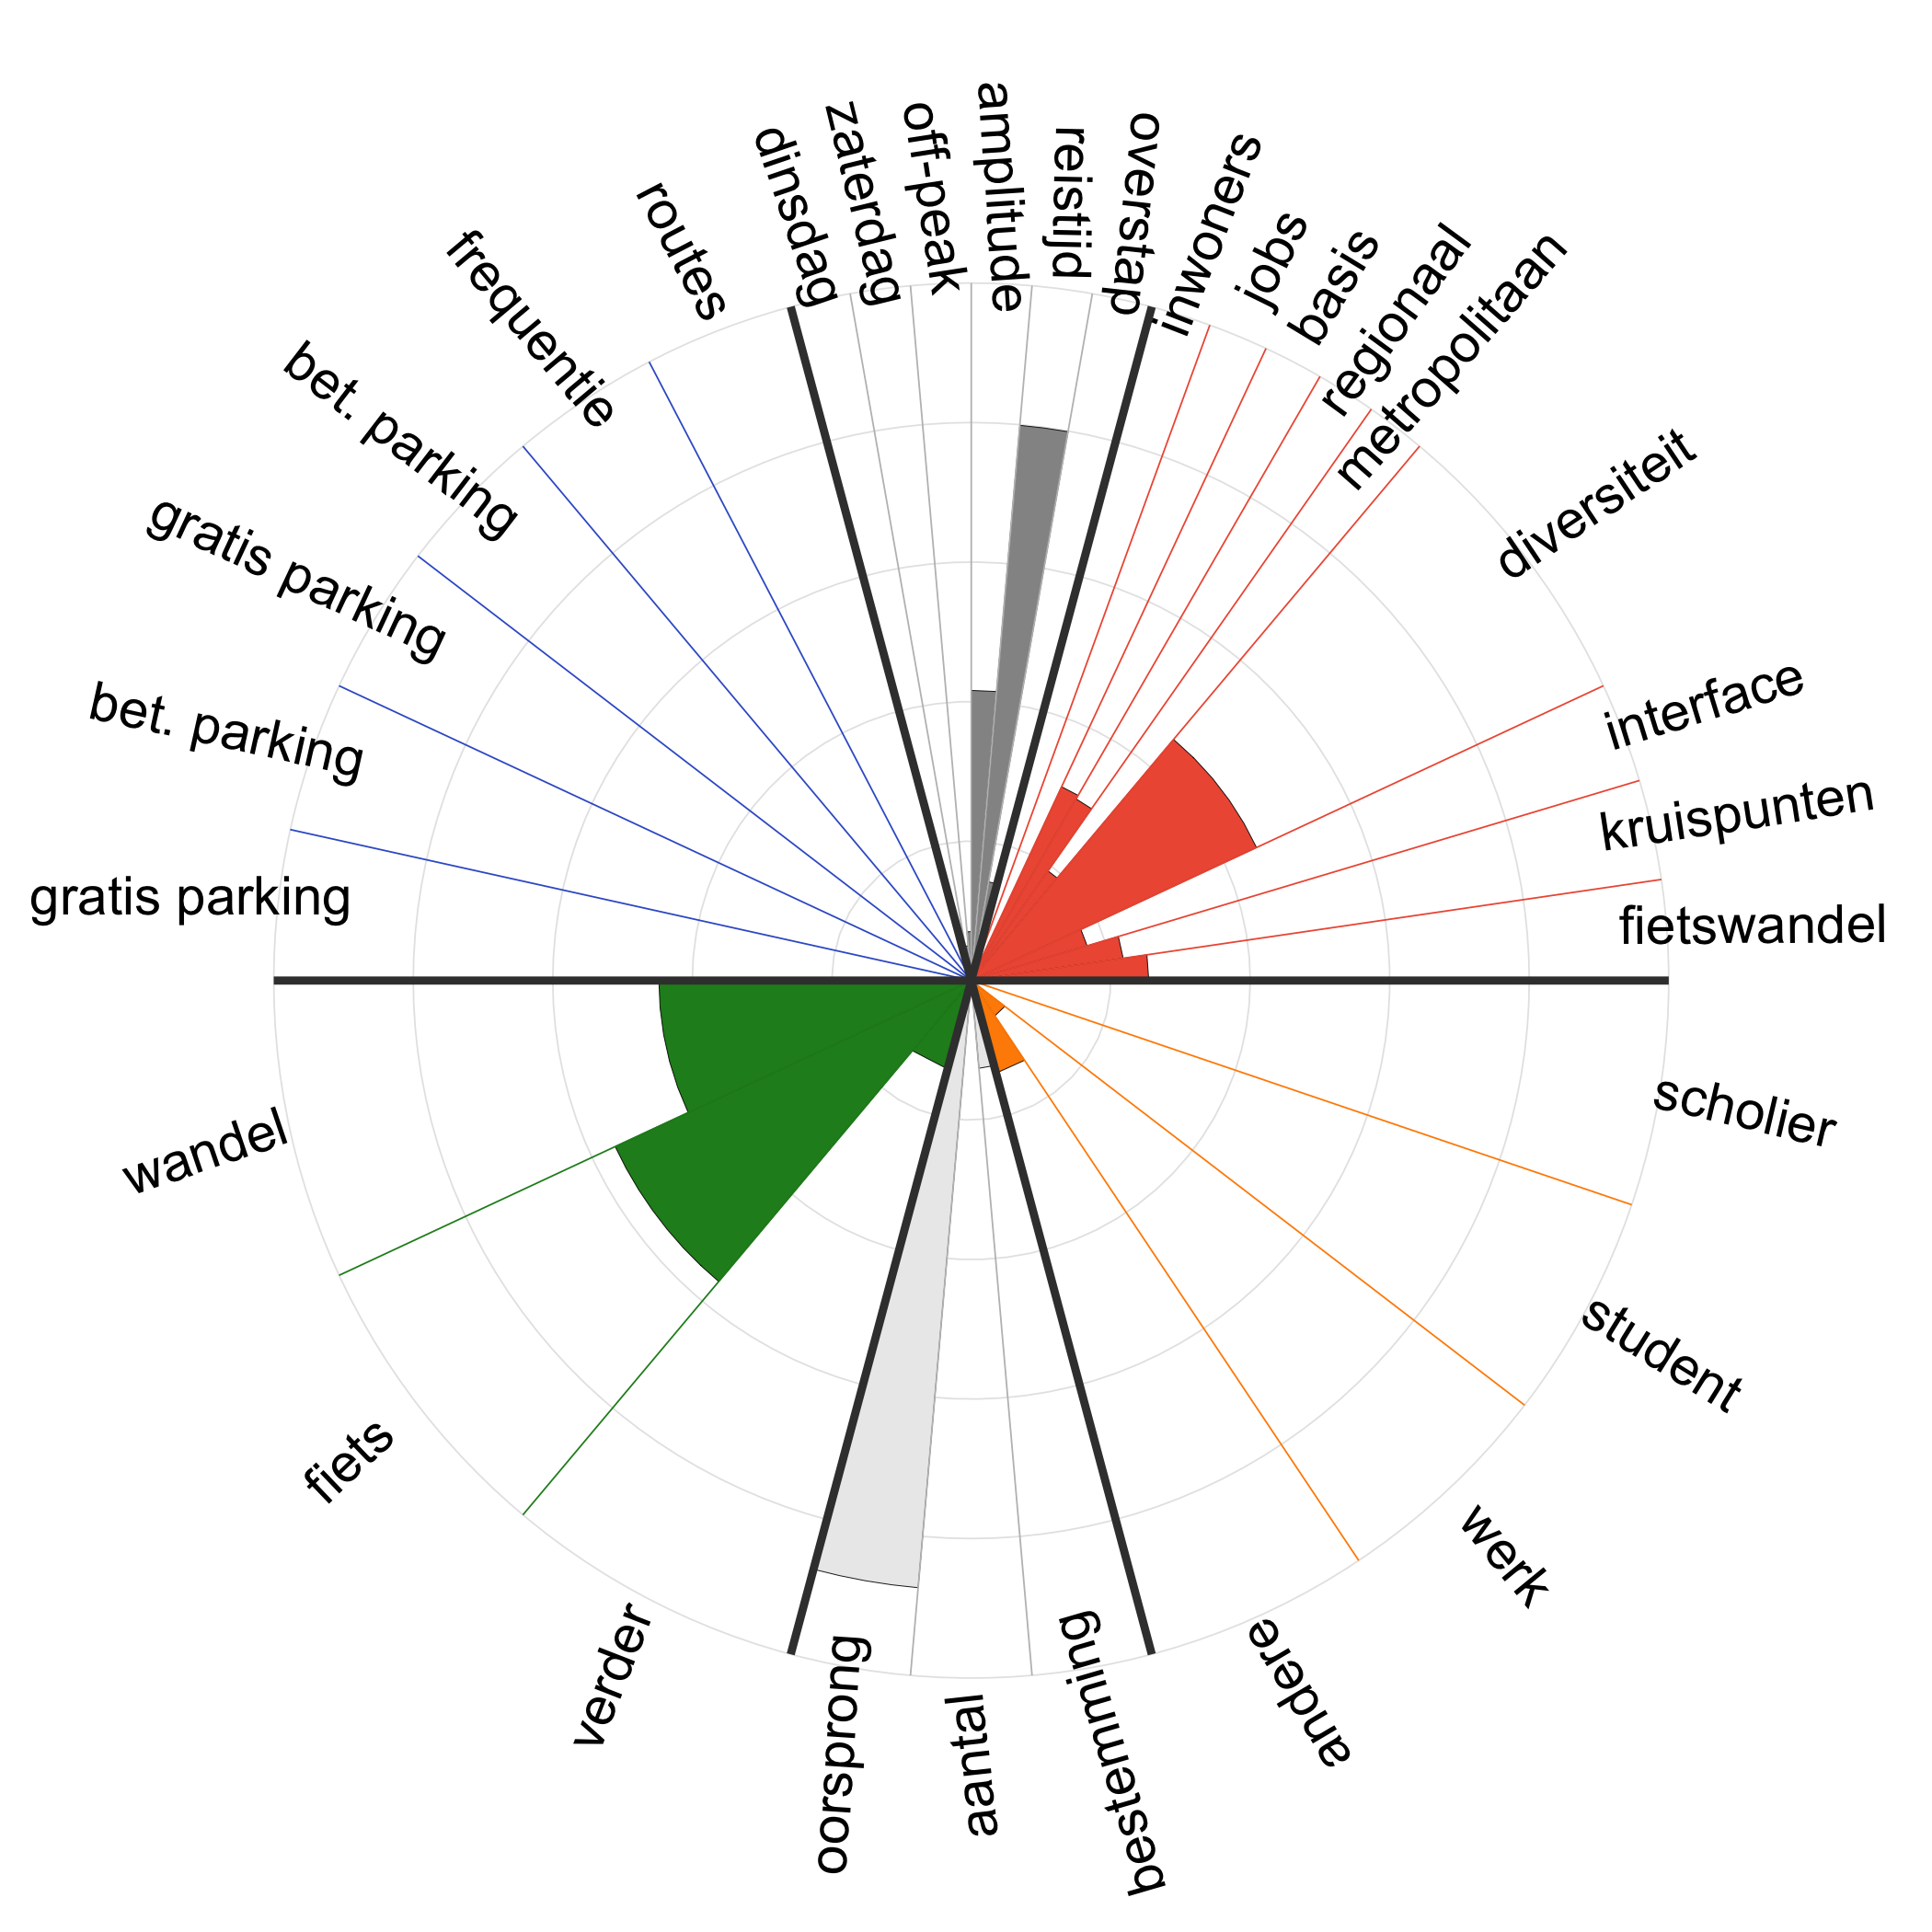 dinsdag
zaterdag
off-peak
amplitude
reistijd
overstap
inwoners
jobs
basis
regionaal
metropolitaan
diversiteit
interface
kruispunten
fietswandel
scholier
student
werk
andere
bestemming
aantal
oorsprong
verder
fiets
wandel
gratis parking
bet. parking
gratis parking
bet. parking
frequentie
routes